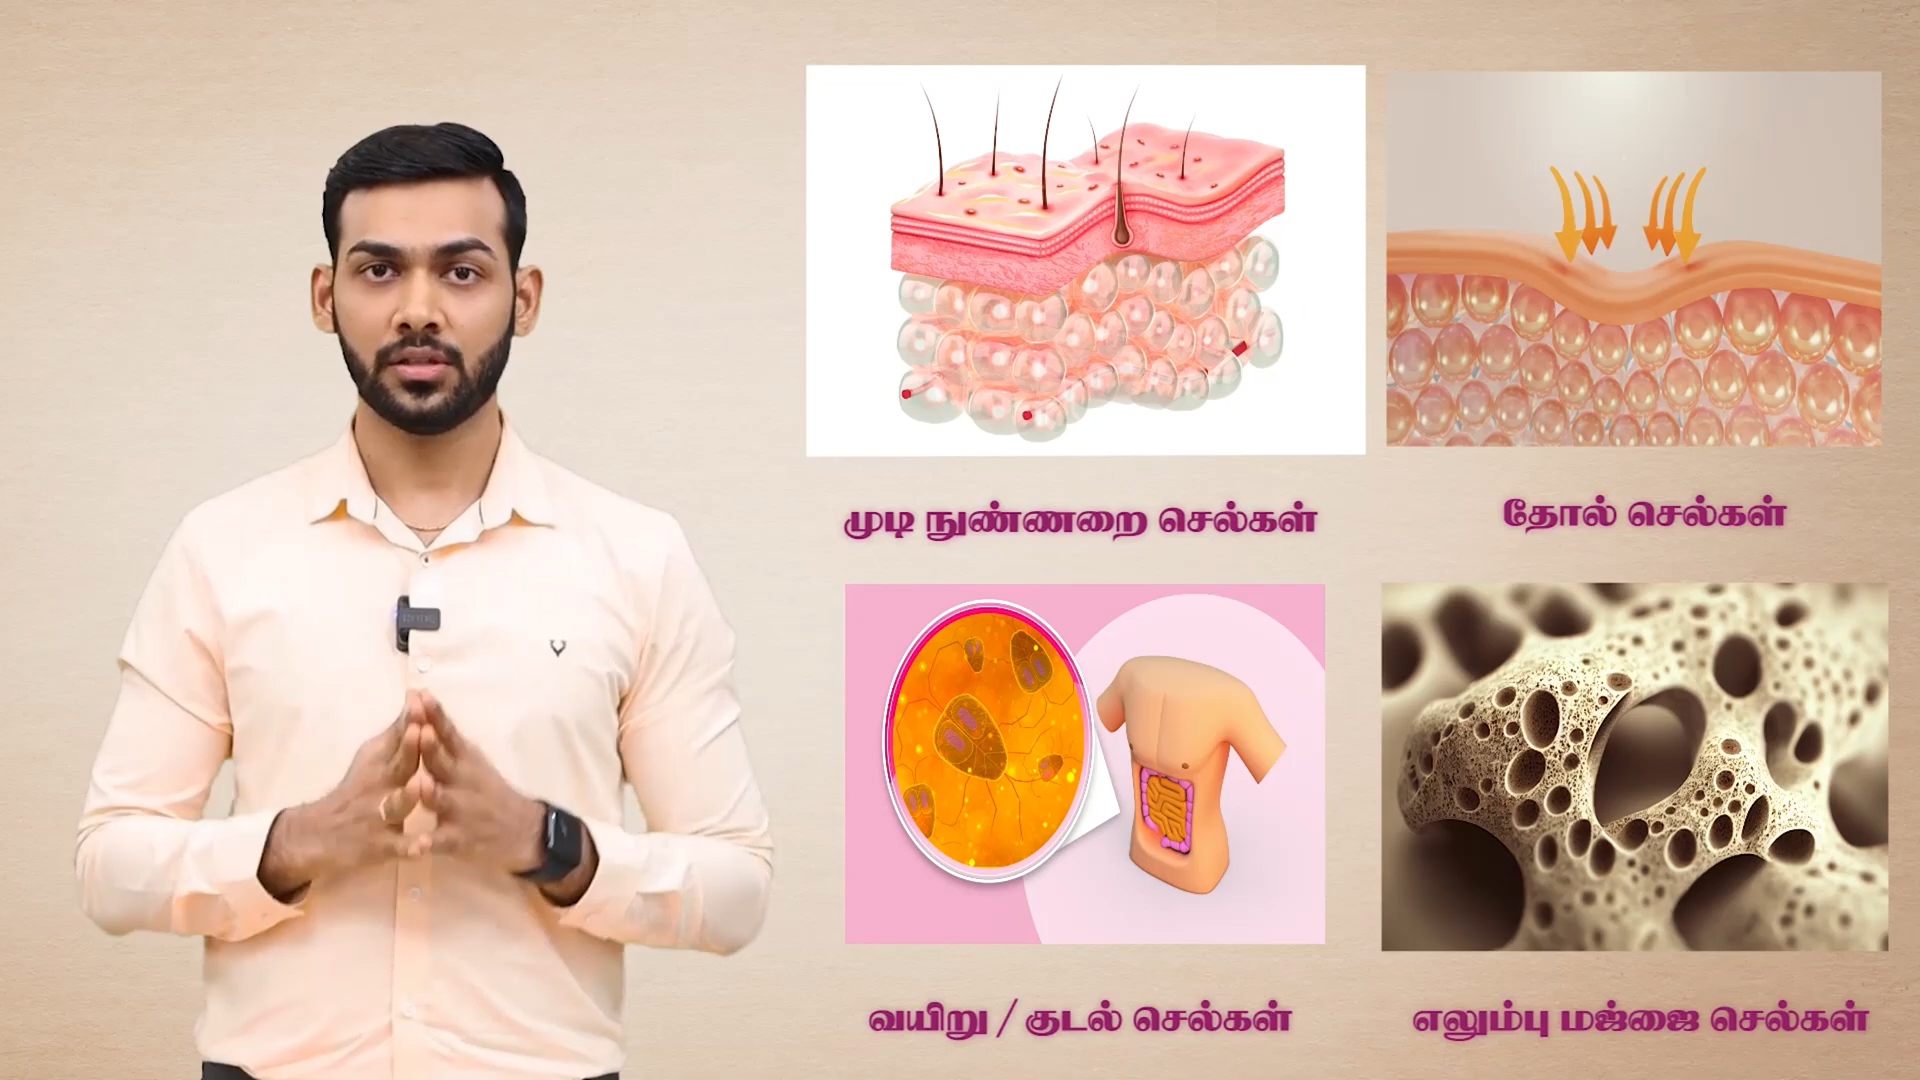 முடி நுண்ணறை செல்கள்
தோல் செல்கள்
வயிறு / குடல் செல்கள்
எலும்பு மஜ்ஜை செல்கள்